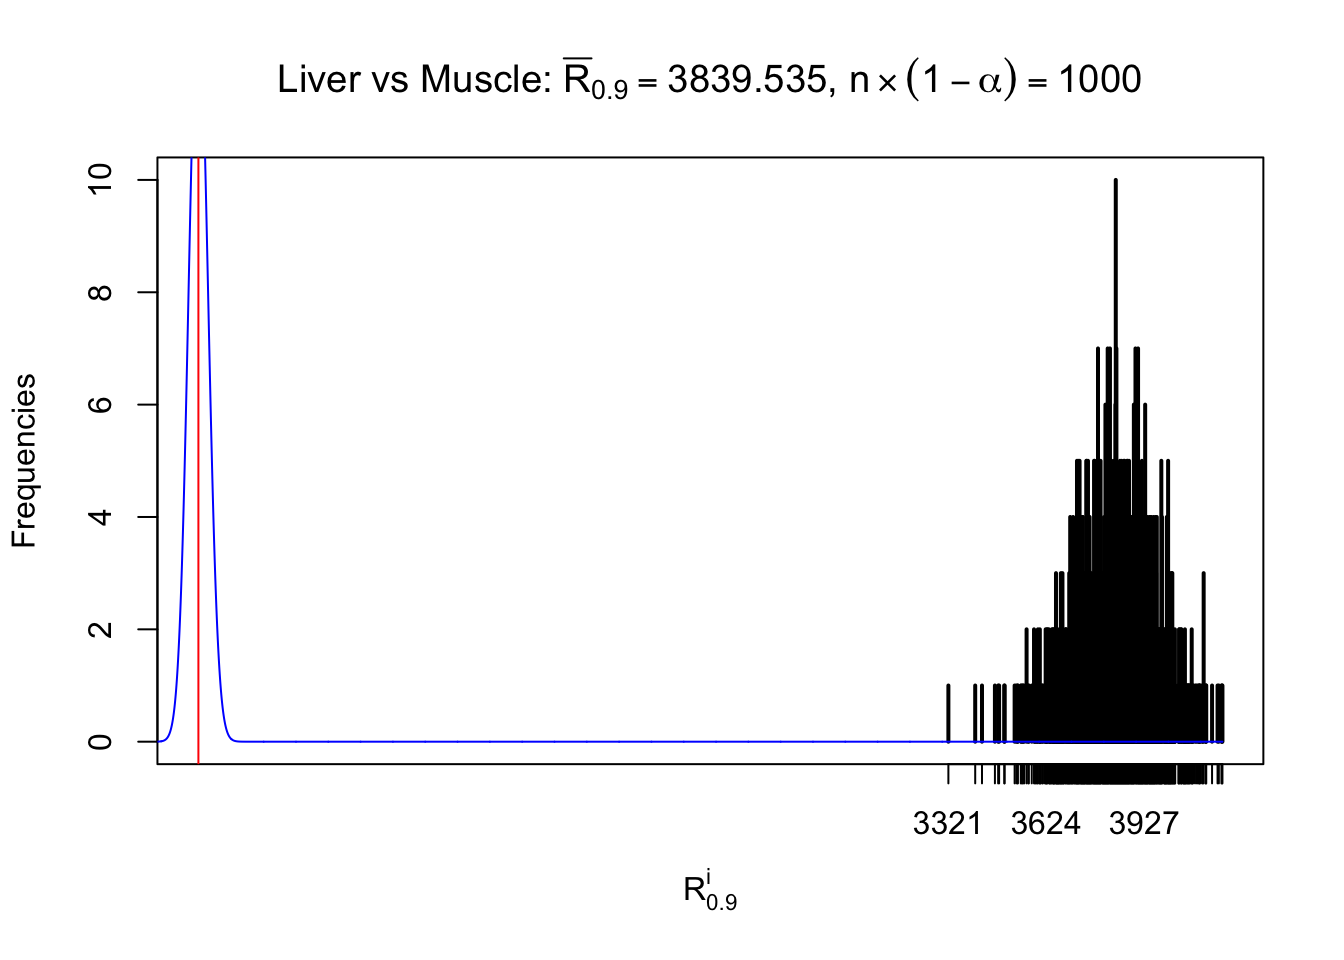 Liver vs Muscle: R̅₀.₉ = 3839.535, n × (1 − α) = 1000
Frequencies
10
8
6
4
2
0
3321 3624 3927
Rⁱ₀.₉